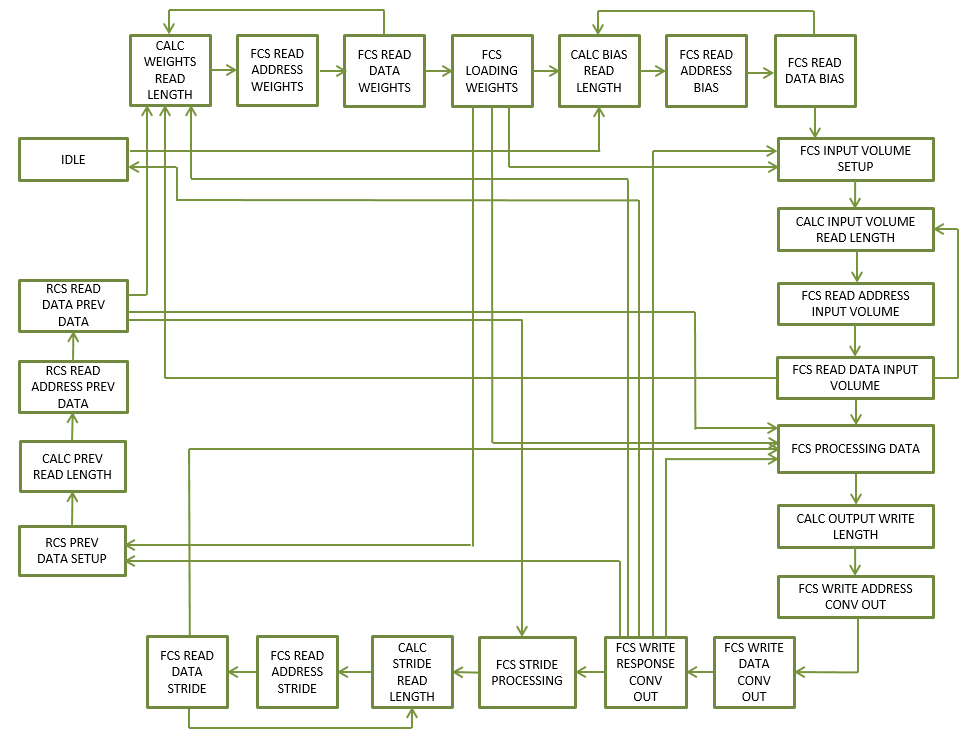 CALC
WEIGHTS
READ
LENGTH
FCS READ
ADDRESS
WEIGHTS
FCS READ
DATA
WEIGHTS
FCS
LOADING
WEIGHTS
CALC BIAS
READ
LENGTH
FCS READ
ADDRESS
BIAS
FCS READ
DATA BIAS
IDLE
FCS INPUT VOLUME
SETUP
CALC INPUT VOLUME
READ LENGTH
RCS READ
DATA PREV
DATA
FCS READ ADDRESS
INPUT VOLUME
RCS READ
ADDRESS PREV
DATA
FCS READ DATA INPUT
VOLUME
CALC PREV
READ LENGTH
FCS PROCESSING DATA
RCS PREV
DATA SETUP
CALC OUTPUT WRITE
LENGTH
FCS WRITE ADDRESS
CONV OUT
FCS READ
DATA
STRIDE
FCS READ
ADDRESS
STRIDE
CALC
STRIDE
READ
LENGTH
FCS STRIDE
PROCESSING
FCS WRITE
RESPONSE
CONV
OUT
FCS WRITE
DATA
CONV
OUT